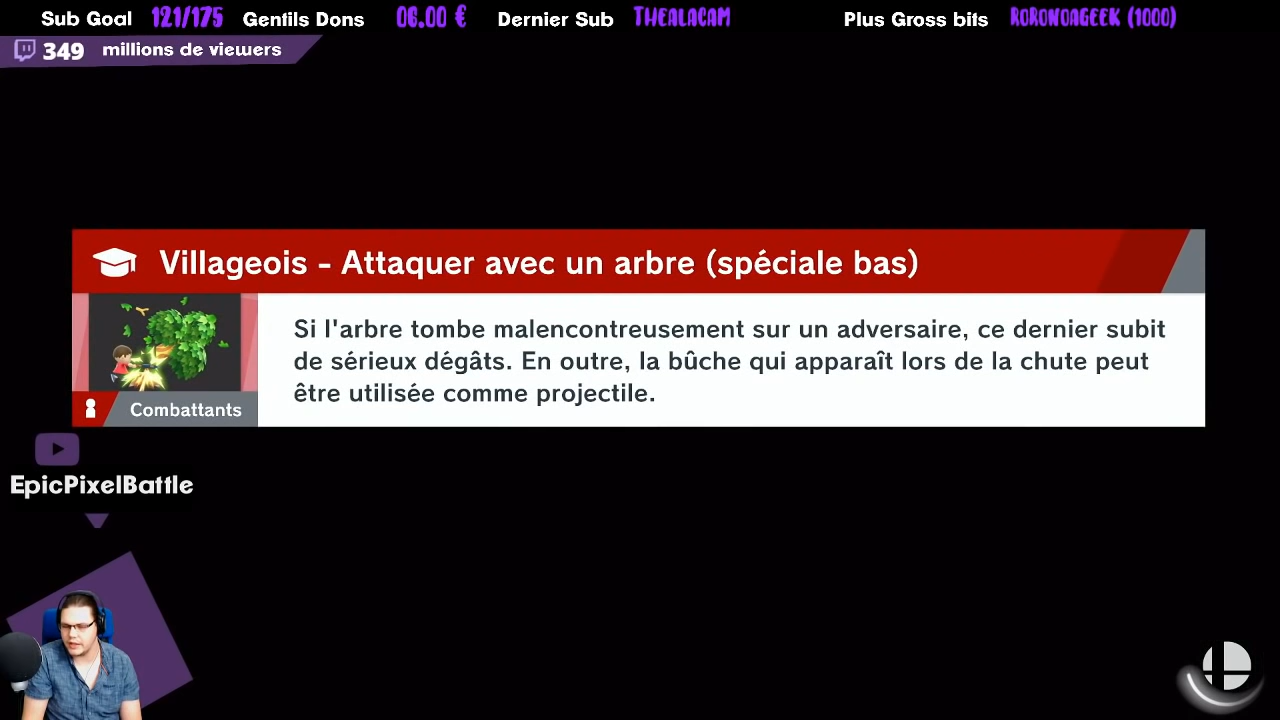 Sub Goal 121/175 Gentils Dons 06.00 € Dernier Sub THEALACAM Plus Gross bits RORONOAGEEK (1000)
349 millions de viewers
Villageois - Attaquer avec un arbre (spéciale bas)
Si l'arbre tombe malencontreusement sur un adversaire, ce dernier subit
de sérieux dégâts. En outre, la bûche qui apparaît lors de la chute peut
être utilisée comme projectile.
Combattants
EpicPixelBattle